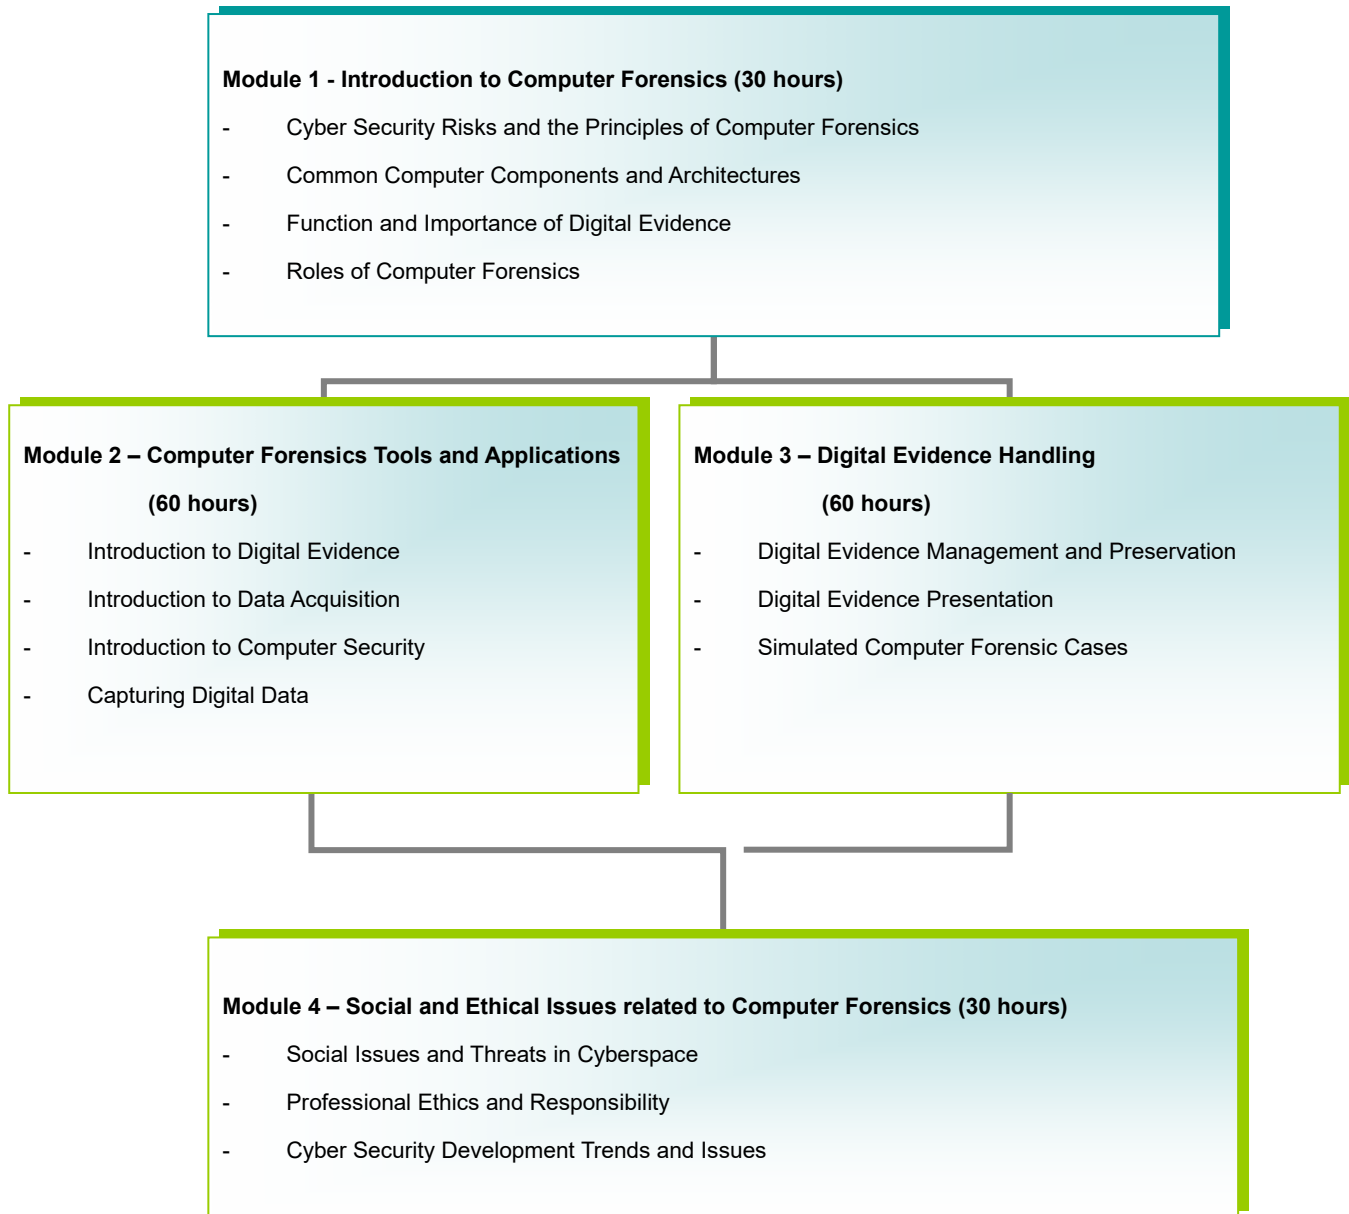 Module 1 - Introduction to Computer Forensics (30 hours)
- Cyber Security Risks and the Principles of Computer Forensics
- Common Computer Components and Architectures
- Function and Importance of Digital Evidence
- Roles of Computer Forensics
Module 2 – Computer Forensics Tools and Applications
(60 hours)
- Introduction to Digital Evidence
- Introduction to Data Acquisition
- Introduction to Computer Security
- Capturing Digital Data
Module 3 – Digital Evidence Handling
(60 hours)
- Digital Evidence Management and Preservation
- Digital Evidence Presentation
- Simulated Computer Forensic Cases
Module 4 – Social and Ethical Issues related to Computer Forensics (30 hours)
- Social Issues and Threats in Cyberspace
- Professional Ethics and Responsibility
- Cyber Security Development Trends and Issues